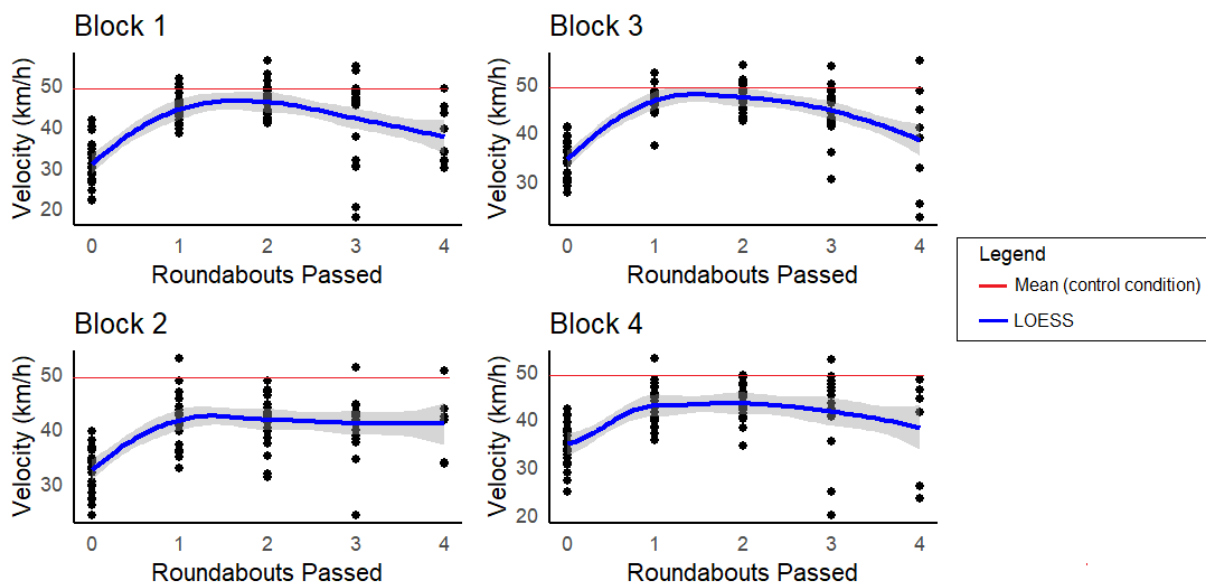 Block 1
Velocity (km/h)
50
40
30
20
0 1 2 3 4
Roundabouts Passed
Block 3
Velocity (km/h)
50
40
30
0 1 2 3 4
Roundabouts Passed
Legend
Mean (control condition)
LOESS
Block 2
Velocity (km/h)
50
40
30
0 1 2 3 4
Roundabouts Passed
Block 4
Velocity (km/h)
50
40
30
20
0 1 2 3 4
Roundabouts Passed